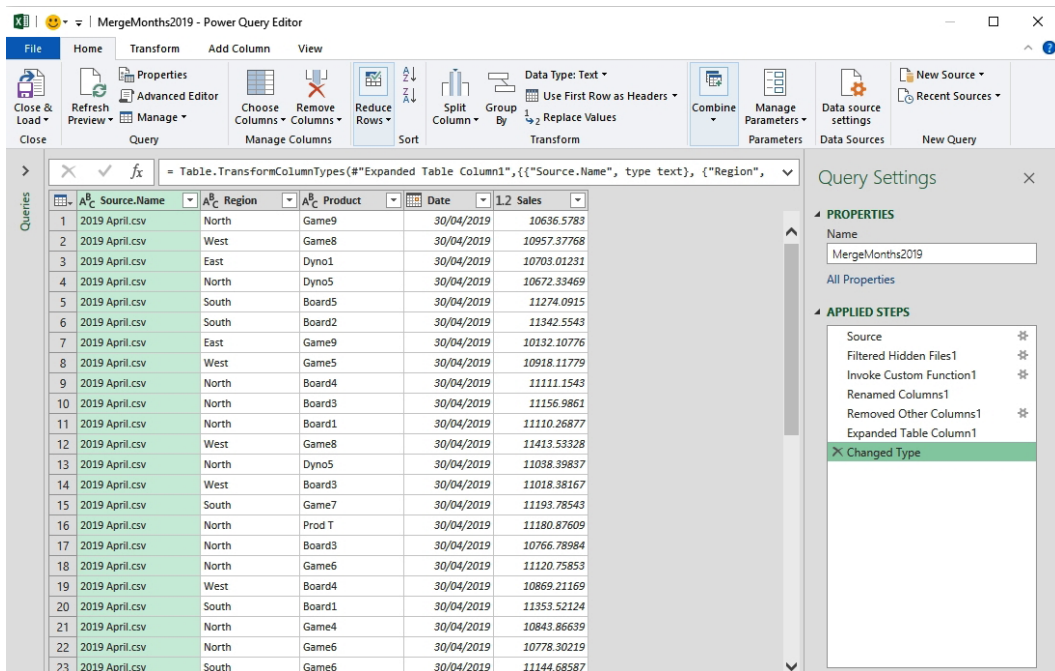 MergeMonths2019 - Power Query Editor
File Home Transform Add Column View
Close & Load
Close
Refresh Preview
Properties
Advanced Editor
Manage
Query
Choose Columns
Remove Columns
Manage Columns
Reduce Rows
Sort
Split Column
Group By
Data Type: Text
Use First Row as Headers
Replace Values
Transform
Combine
Manage Parameters
Parameters
Data source settings
Data Sources
New Source
Recent Sources
New Query
fx = Table.TransformColumnTypes(#"Expanded Table Column1",{{"Source.Name", type text}, {"Region",
Queries
ABC Source.Name ABC Region ABC Product Date 1.2 Sales
1 2019 April.csv North Game9 30/04/2019 10636.5783
2 2019 April.csv West Game8 30/04/2019 10957.37768
3 2019 April.csv East Dyno1 30/04/2019 10703.01231
4 2019 April.csv North Dyno5 30/04/2019 10672.33469
5 2019 April.csv South Board5 30/04/2019 11274.0915
6 2019 April.csv South Board2 30/04/2019 11342.5543
7 2019 April.csv East Game9 30/04/2019 10132.10776
8 2019 April.csv West Game5 30/04/2019 10918.11779
9 2019 April.csv North Board4 30/04/2019 11111.1543
10 2019 April.csv North Board3 30/04/2019 11156.9861
11 2019 April.csv North Board1 30/04/2019 11110.26877
12 2019 April.csv West Game8 30/04/2019 11413.53328
13 2019 April.csv North Dyno5 30/04/2019 11038.39837
14 2019 April.csv West Board3 30/04/2019 11018.38167
15 2019 April.csv South Game7 30/04/2019 11193.78543
16 2019 April.csv North Prod T 30/04/2019 11180.87609
17 2019 April.csv North Board3 30/04/2019 10766.78984
18 2019 April.csv North Game6 30/04/2019 11120.75853
19 2019 April.csv West Board4 30/04/2019 10869.21169
20 2019 April.csv South Board1 30/04/2019 11353.52124
21 2019 April.csv North Game4 30/04/2019 10843.86639
22 2019 April.csv North Game6 30/04/2019 10778.30219
23 2019 April.csv South Game6 30/04/2019 11144.68587
Query Settings
PROPERTIES
Name
MergeMonths2019
All Properties
APPLIED STEPS
Source
Filtered Hidden Files1
Invoke Custom Function1
Renamed Columns1
Removed Other Columns1
Expanded Table Column1
Changed Type